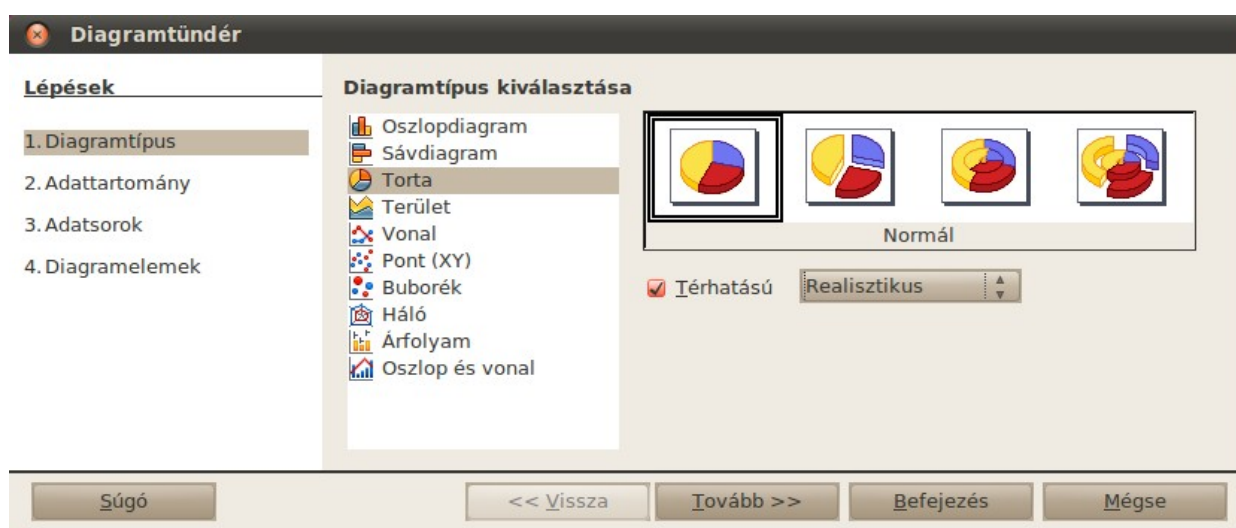 Diagramtündér
Lépések
1. Diagramtípus
2. Adattartomány
3. Adatsorok
4. Diagramelemek
Diagramtípus kiválasztása
Oszlopdiagram
Sávdiagram
Torta
Terület
Vonal
Pont (XY)
Buborék
Háló
Árfolyam
Oszlop és vonal
Normál
Térhatású Realisztikus
Súgó << Vissza Tovább >> Befejezés Mégse